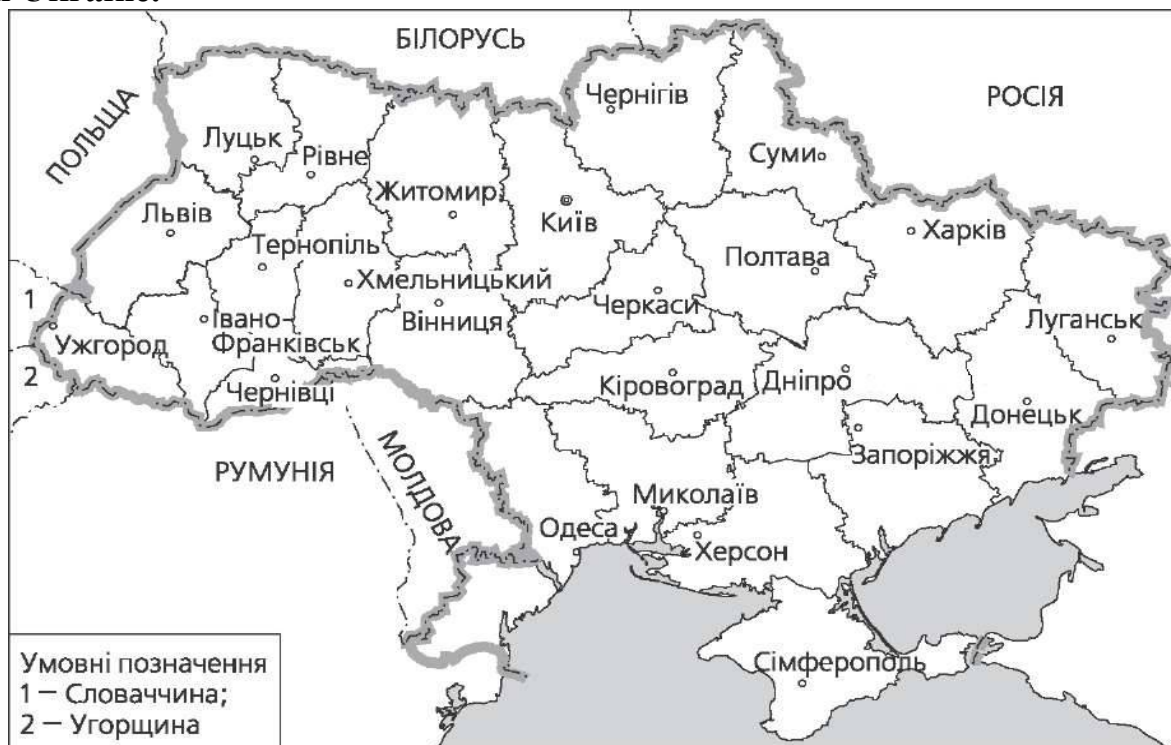 БІЛОРУСЬ
ПОЛЬЩА
РОСІЯ
Чернігів
Луцьк
Рівне
Суми
Житомир
Київ
Львів
Харків
Тернопіль
Полтава
Хмельницький
1
Черкаси
Вінниця
Івано-
Франківськ
Луганськ
Ужгород
2
Чернівці
Кіровоград
Дніпро
Донецьк
РУМУНІЯ
МОЛДОВА
Запоріжжя
Миколаїв
Одеса
Херсон
Сімферополь
Умовні позначення
1 – Словаччина;
2 – Угорщина